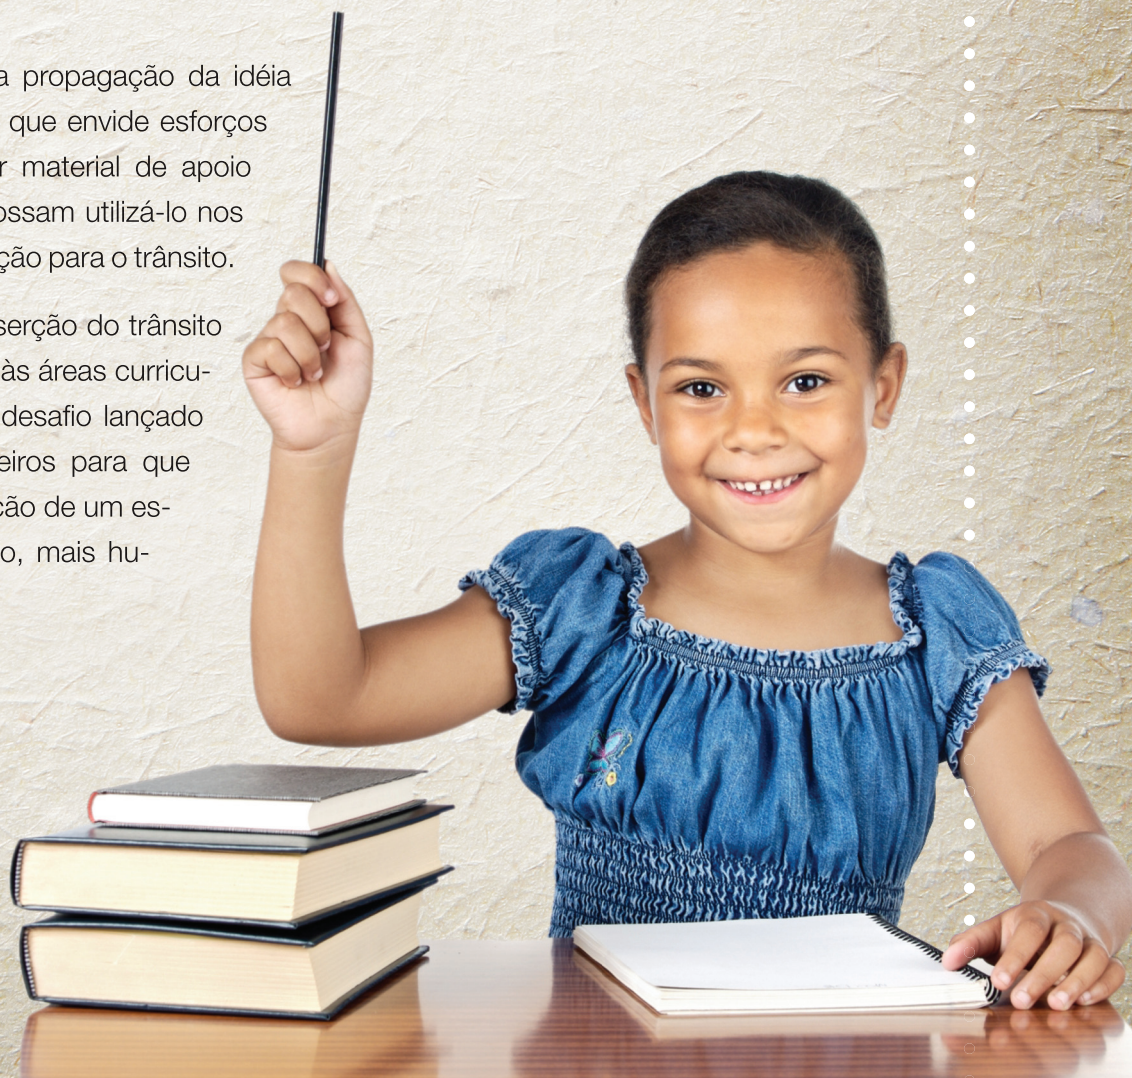 a propagação da idéia
que envide esforços
r material de apoio
ossam utilizá-lo nos
ção para o trânsito.
serção do trânsito
às áreas curricu-
desafio lançado
eiros para que
ção de um es-
o, mais hu-